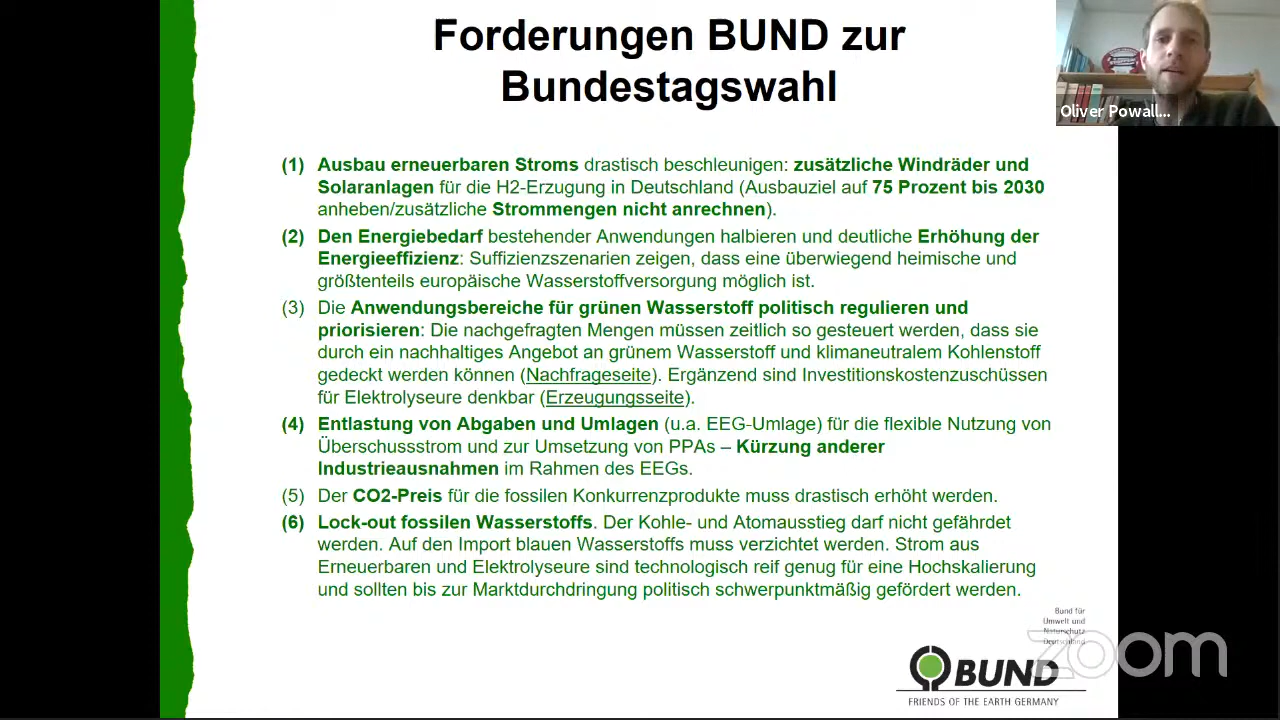 Forderungen BUND zur
Bundestagswahl
Oliver Powall...
(1) Ausbau erneuerbaren Stroms drastisch beschleunigen: zusätzliche Windräder und
Solaranlagen für die H2-Erzugung in Deutschland (Ausbauziel auf 75 Prozent bis 2030
anheben/zusätzliche Strommengen nicht anrechnen).
(2) Den Energiebedarf bestehender Anwendungen halbieren und deutliche Erhöhung der
Energieeffizienz: Suffizienzszenarien zeigen, dass eine überwiegend heimische und
größtenteils europäische Wasserstoffversorgung möglich ist.
(3) Die Anwendungsbereiche für grünen Wasserstoff politisch regulieren und
priorisieren: Die nachgefragten Mengen müssen zeitlich so gesteuert werden, dass sie
durch ein nachhaltiges Angebot an grünem Wasserstoff und klimaneutralem Kohlenstoff
gedeckt werden können (Nachfrageseite). Ergänzend sind Investitionskostenzuschüssen
für Elektrolyseure denkbar (Erzeugungsseite).
(4) Entlastung von Abgaben und Umlagen (u.a. EEG-Umlage) für die flexible Nutzung von
Überschussstrom und zur Umsetzung von PPAs – Kürzung anderer
Industrieausnahmen im Rahmen des EEGs.
(5) Der CO2-Preis für die fossilen Konkurrenzprodukte muss drastisch erhöht werden.
(6) Lock-out fossilen Wasserstoffs. Der Kohle- und Atomausstieg darf nicht gefährdet
werden. Auf den Import blauen Wasserstoffs muss verzichtet werden. Strom aus
Erneuerbaren und Elektrolyseure sind technologisch reif genug für eine Hochskalierung
und sollten bis zur Marktdurchdringung politisch schwerpunktmäßig gefördert werden.
Bund für
Umwelt und
Naturschutz
Deutschland
zoom
BUND
FRIENDS OF THE EARTH GERMANY